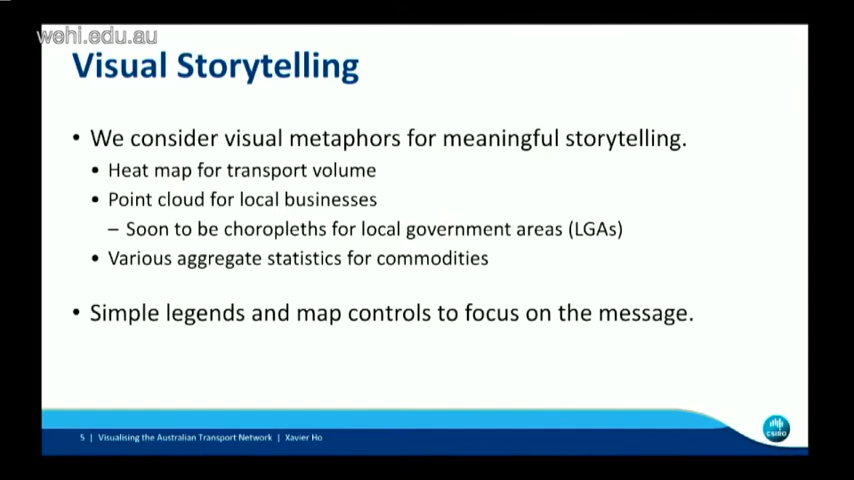 wehi.edu.au
Visual Storytelling
• We consider visual metaphors for meaningful storytelling.
• Heat map for transport volume
• Point cloud for local businesses
– Soon to be choropleths for local government areas (LGAs)
• Various aggregate statistics for commodities
• Simple legends and map controls to focus on the message.
5 | Visualising the Australian Transport Network | Xavier Ho
CSIRO